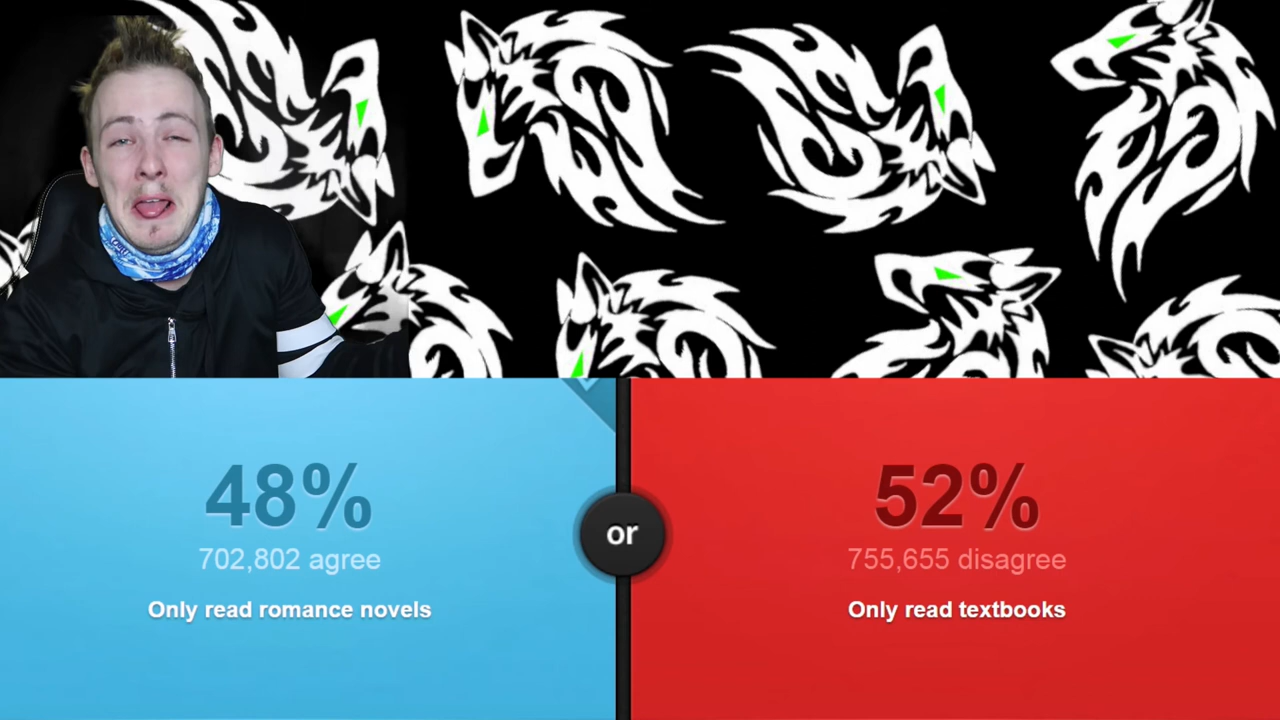 48%
702,802 agree
Only read romance novels
or
52%
755,655 disagree
Only read textbooks